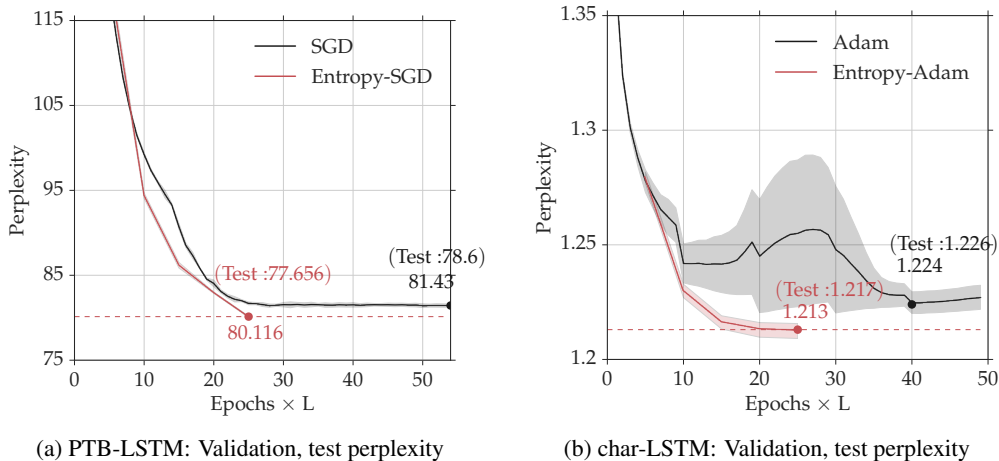 115
105
95
85
75
Perplexity
SGD
Entropy-SGD
(Test :78.6)
81.43
(Test :77.656)
80.116
0
10
20
30
40
50
Epochs × L
(a) PTB-LSTM: Validation, test perplexity
1.35
1.3
1.25
1.2
Perplexity
Adam
Entropy-Adam
(Test :1.226)
1.224
(Test :1.217)
1.213
0
10
20
30
40
50
Epochs × L
(b) char-LSTM: Validation, test perplexity